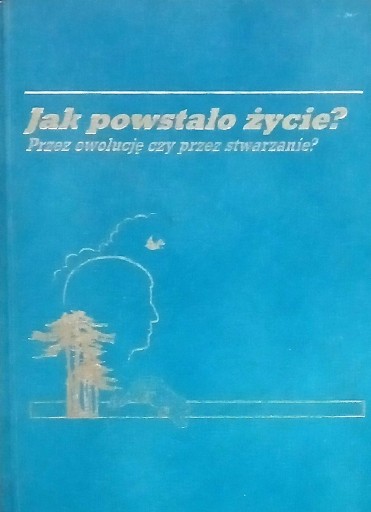 Jak powstało życie?
Przez ewolucję czy przez stwarzanie?